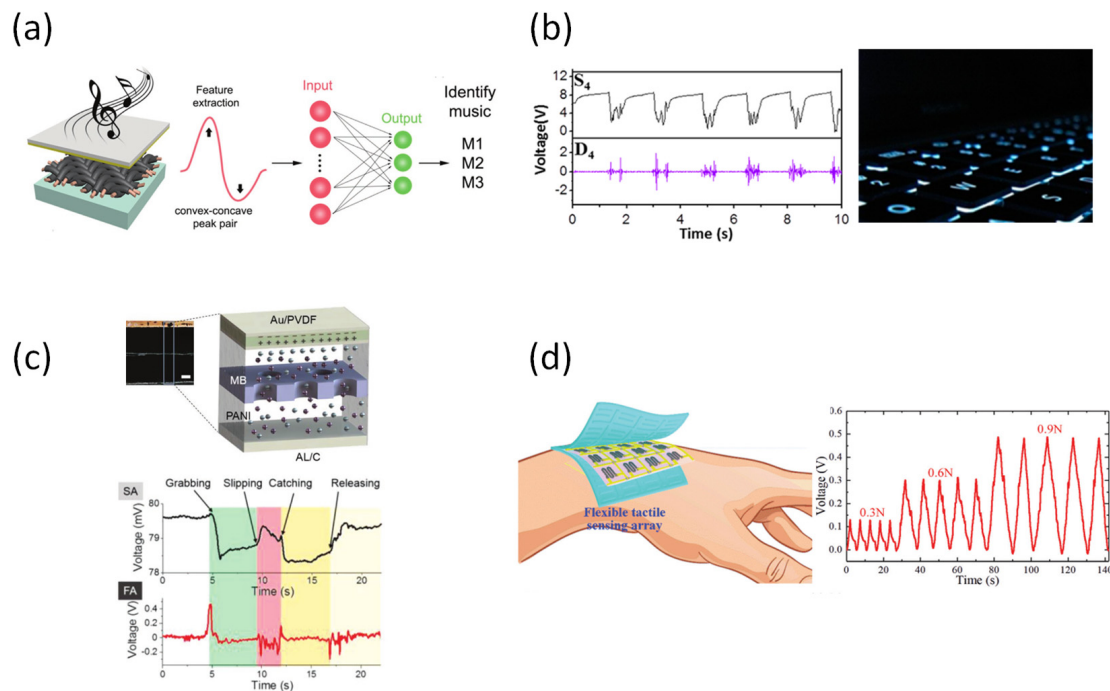 (a)
Feature
extraction
convex-concave
peak pair
Input
Output
Identify
music
M1
M2
M3
(b)
S4
D4
Voltage(V)
12
8
4
0
2
0
-2
0 2 4 6 8 10
Time (s)
W E S
(c)
Au/PVDF
MB
PANI
AL/C
Grabbing Slipping Catching Releasing
SA
Voltage (mV)
80
79
78
0 5 10 15 20
Time (s)
FA
Voltage (V)
0.4
0.2
0
-0.2
0 5 10 15 20
Time (s)
(d)
Flexible tactile
sensing array
Voltage (V)
0.6
0.5
0.4
0.3
0.2
0.1
0.0
0.3N
0.6N
0.9N
0 20 40 60 80 100 120 140
Time (s)